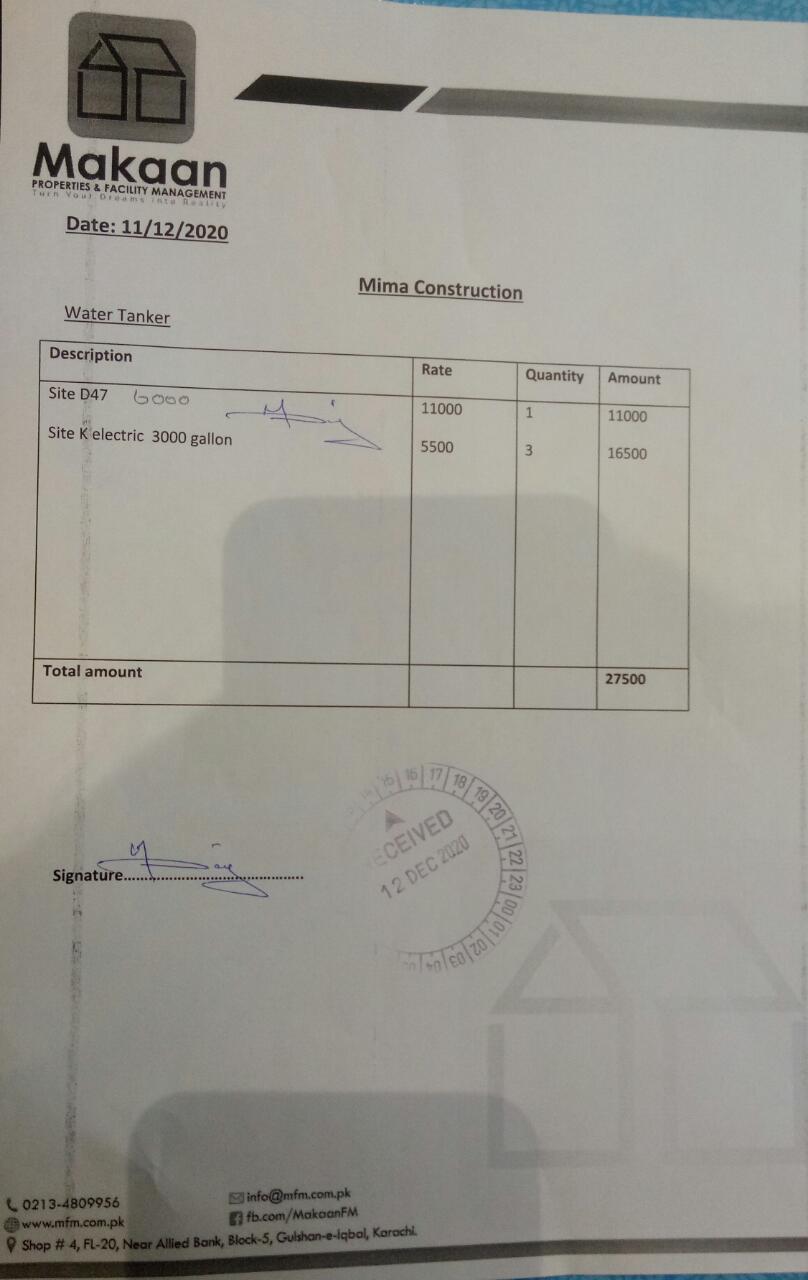 Makaan
PROPERTIES & FACILITY MANAGEMENT
Turn Your Dreams into Reality
Date: 11/12/2020
Mima Construction
Water Tanker
Description Rate Quantity Amount
Site D47 6000 11000 1 11000
Site K electric 3000 gallon 5500 3 16500
Total amount 27500
15 16 17 18 19 20 21 22 23 00 01 02 03 04
ECEIVED
12 DEC 2020
Signature..........................................
0213-4809956
info@mfm.com.pk
www.mfm.com.pk
fb.com/MakaanFM
Shop # 4, FL-20, Near Allied Bank, Block-5, Gulshan-e-Iqbal, Karachi.